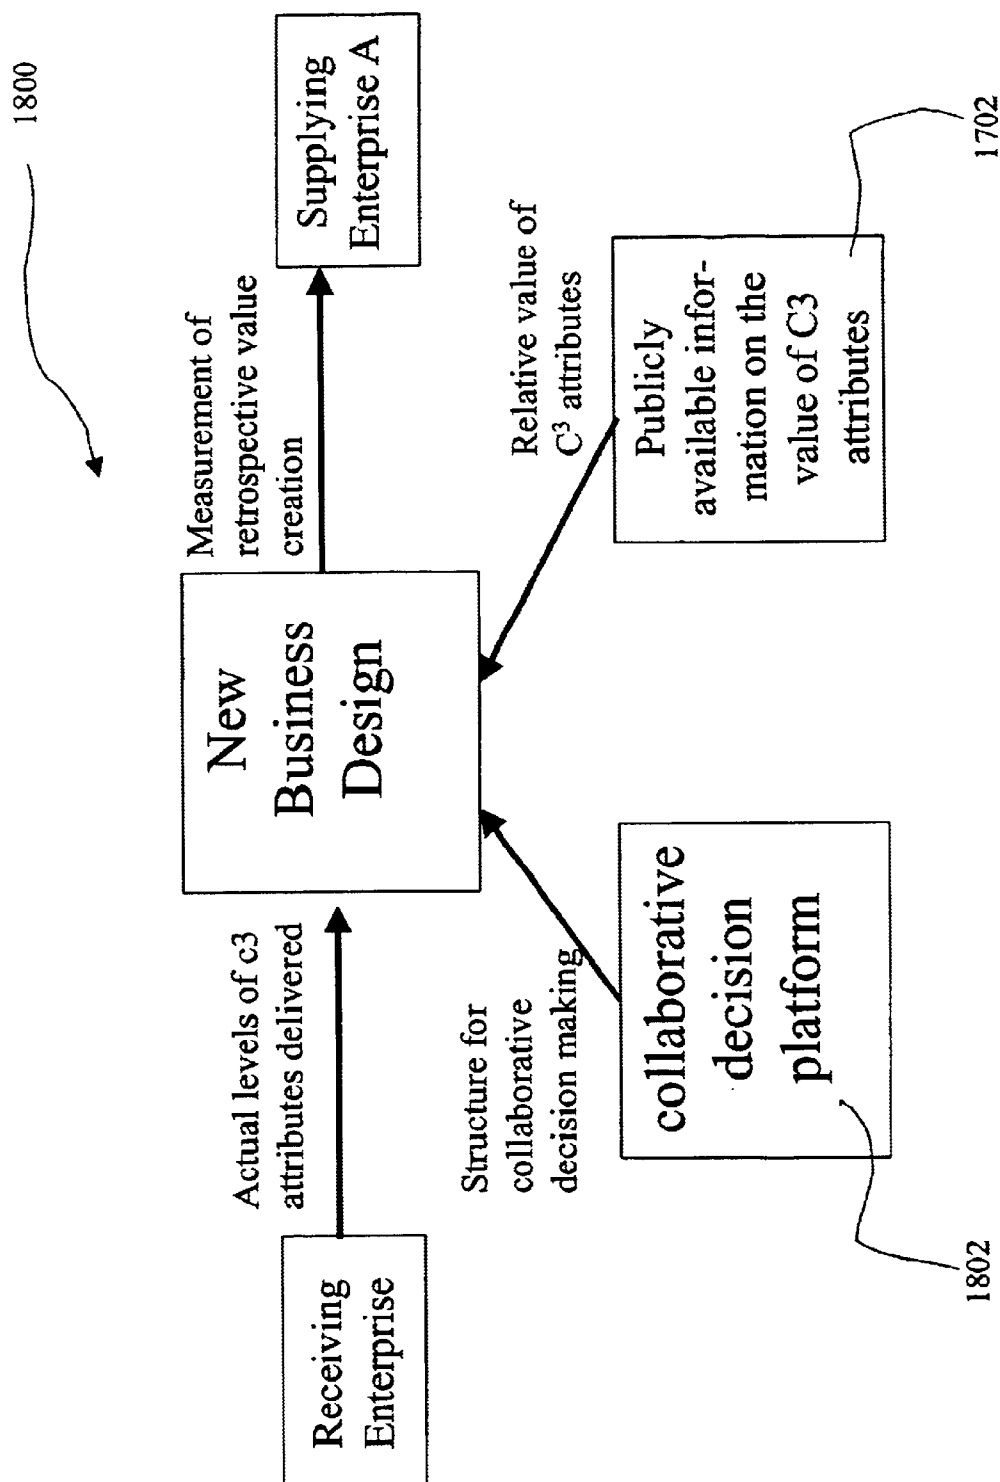 1800
Receiving
Enterprise
Actual levels of c3
attributes delivered
New
Business
Design
Measurement of
retrospective value
creation
Supplying
Enterprise A
Structure for
collaborative
decision making
Relative value of
C³ attributes
collaborative
decision
platform
Publicly
available infor-
mation on the
value of C3
attributes
1802
1702